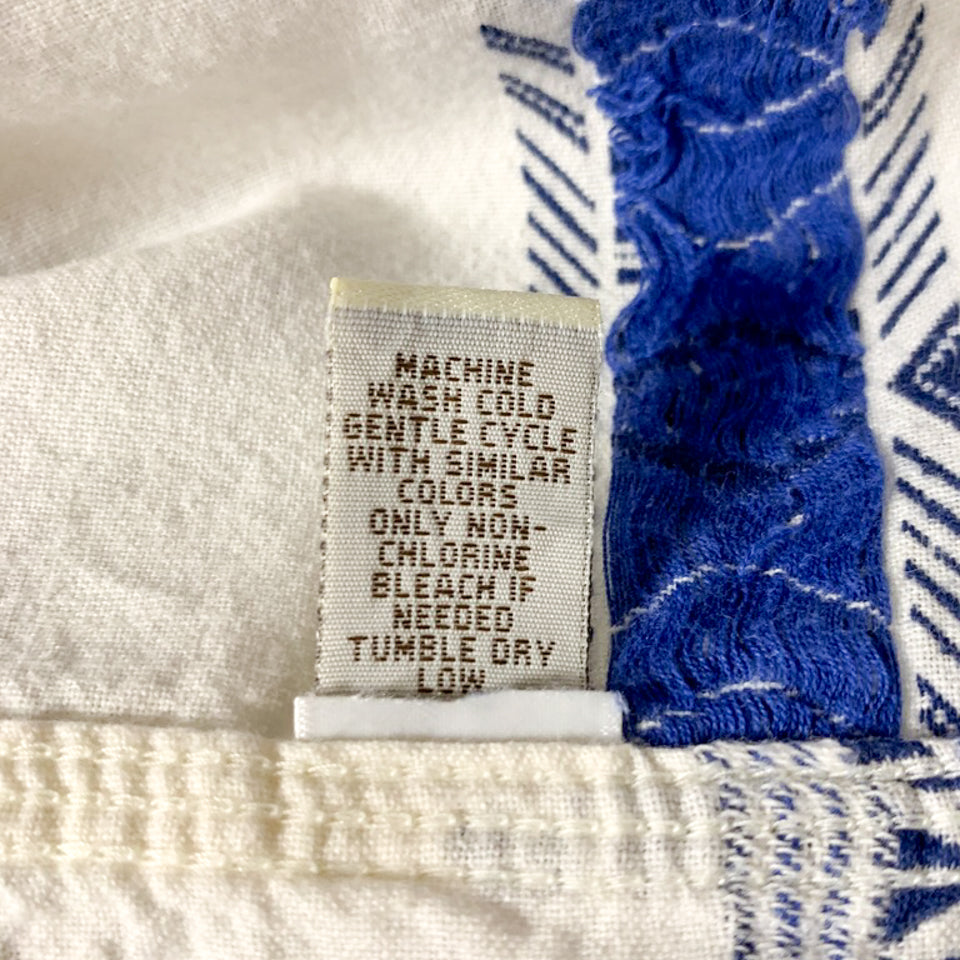 MACHINE
WASH COLD
GENTLE CYCLE
WITH SIMILAR
COLORS
ONLY NON-
CHLORINE
BLEACH IF
NEEDED
TUMBLE DRY
LOW